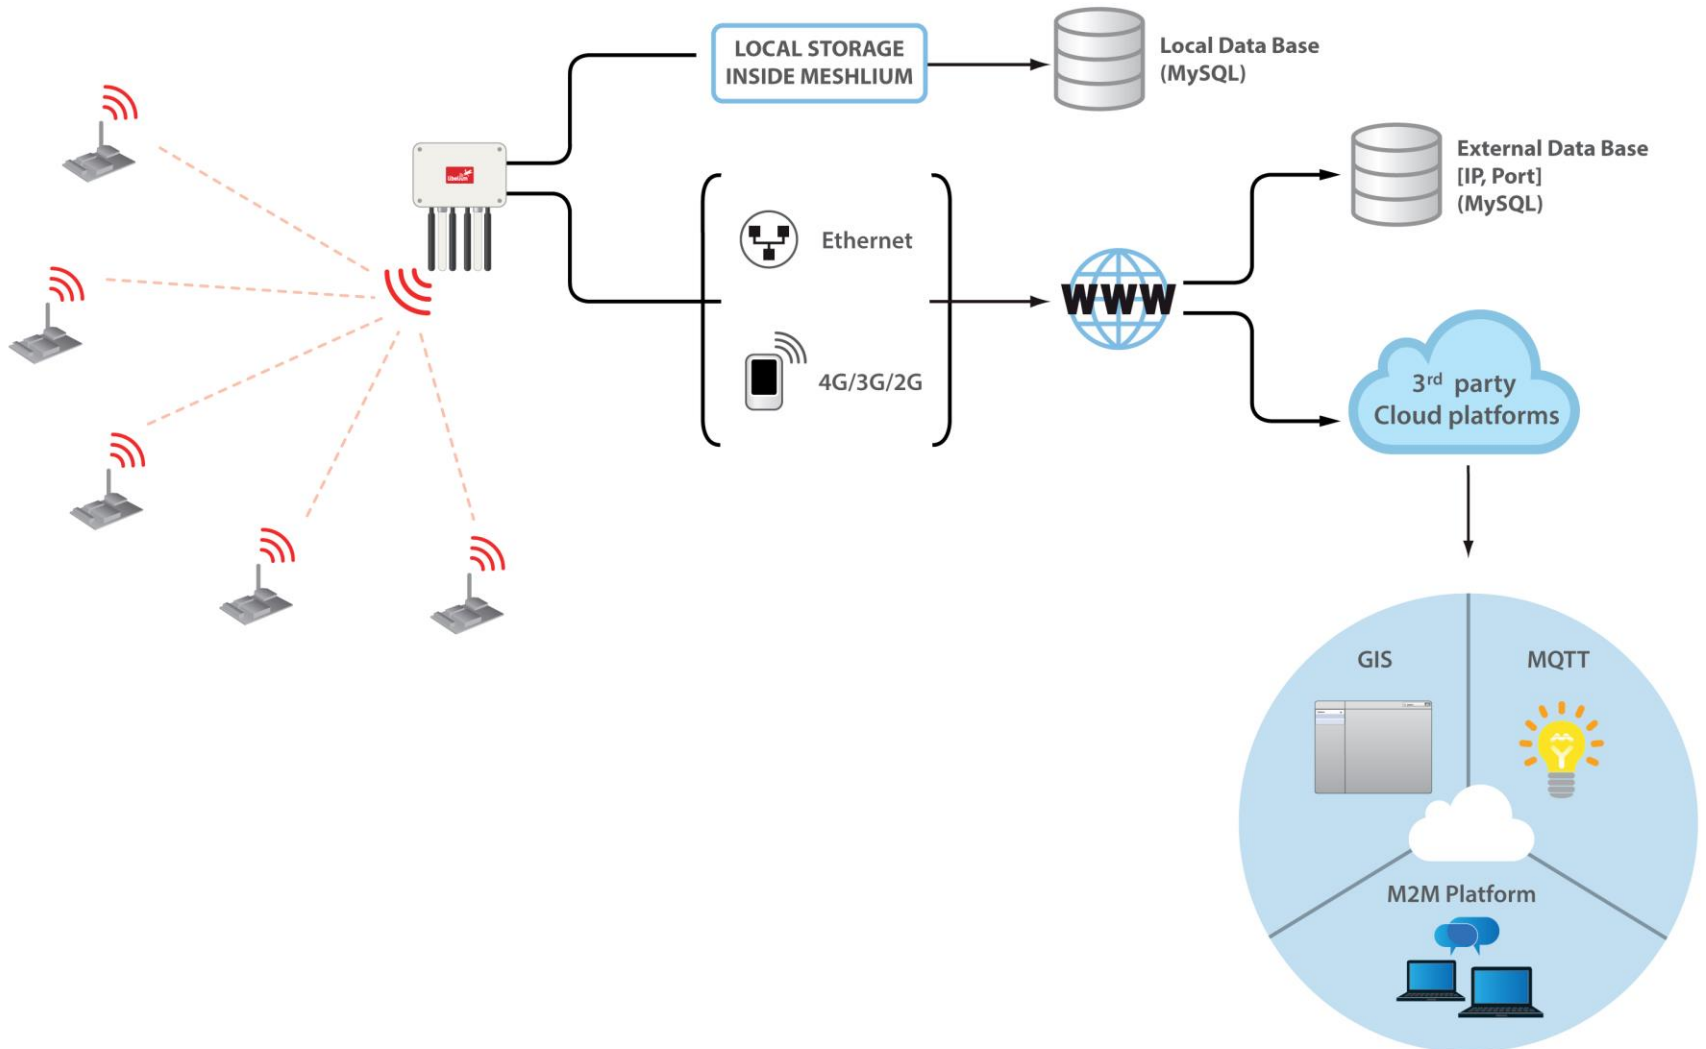 LOCAL STORAGE
INSIDE MESHLIUM
Local Data Base
(MySQL)
External Data Base
[IP, Port]
(MySQL)
libelium
Ethernet
WWW
4G/3G/2G
3rd party
Cloud platforms
GIS
MQTT
M2M Platform